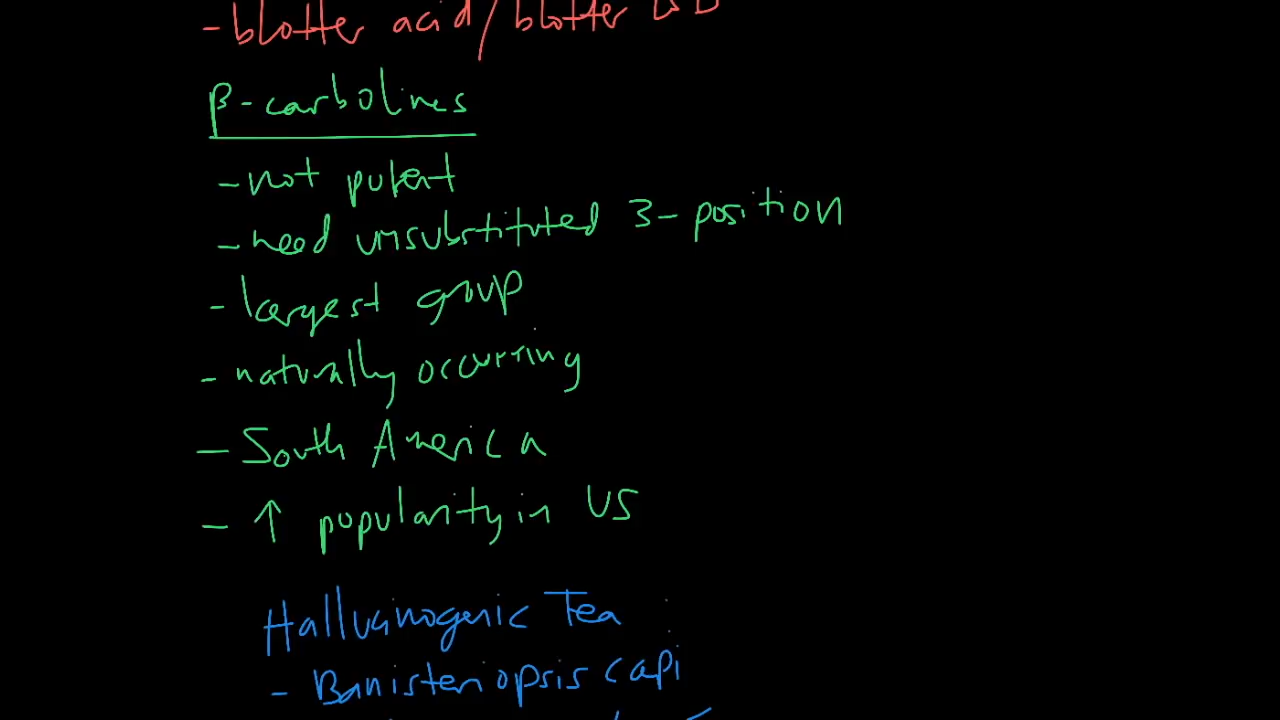 - blotter acid/blotter LSD
β-carbolines
- not potent
- need unsubstituted 3-position
- largest group
- naturally occurring
- South America
- ↑ popularity in US
Hallucinogenic Tea
- Banisteriopsis capi